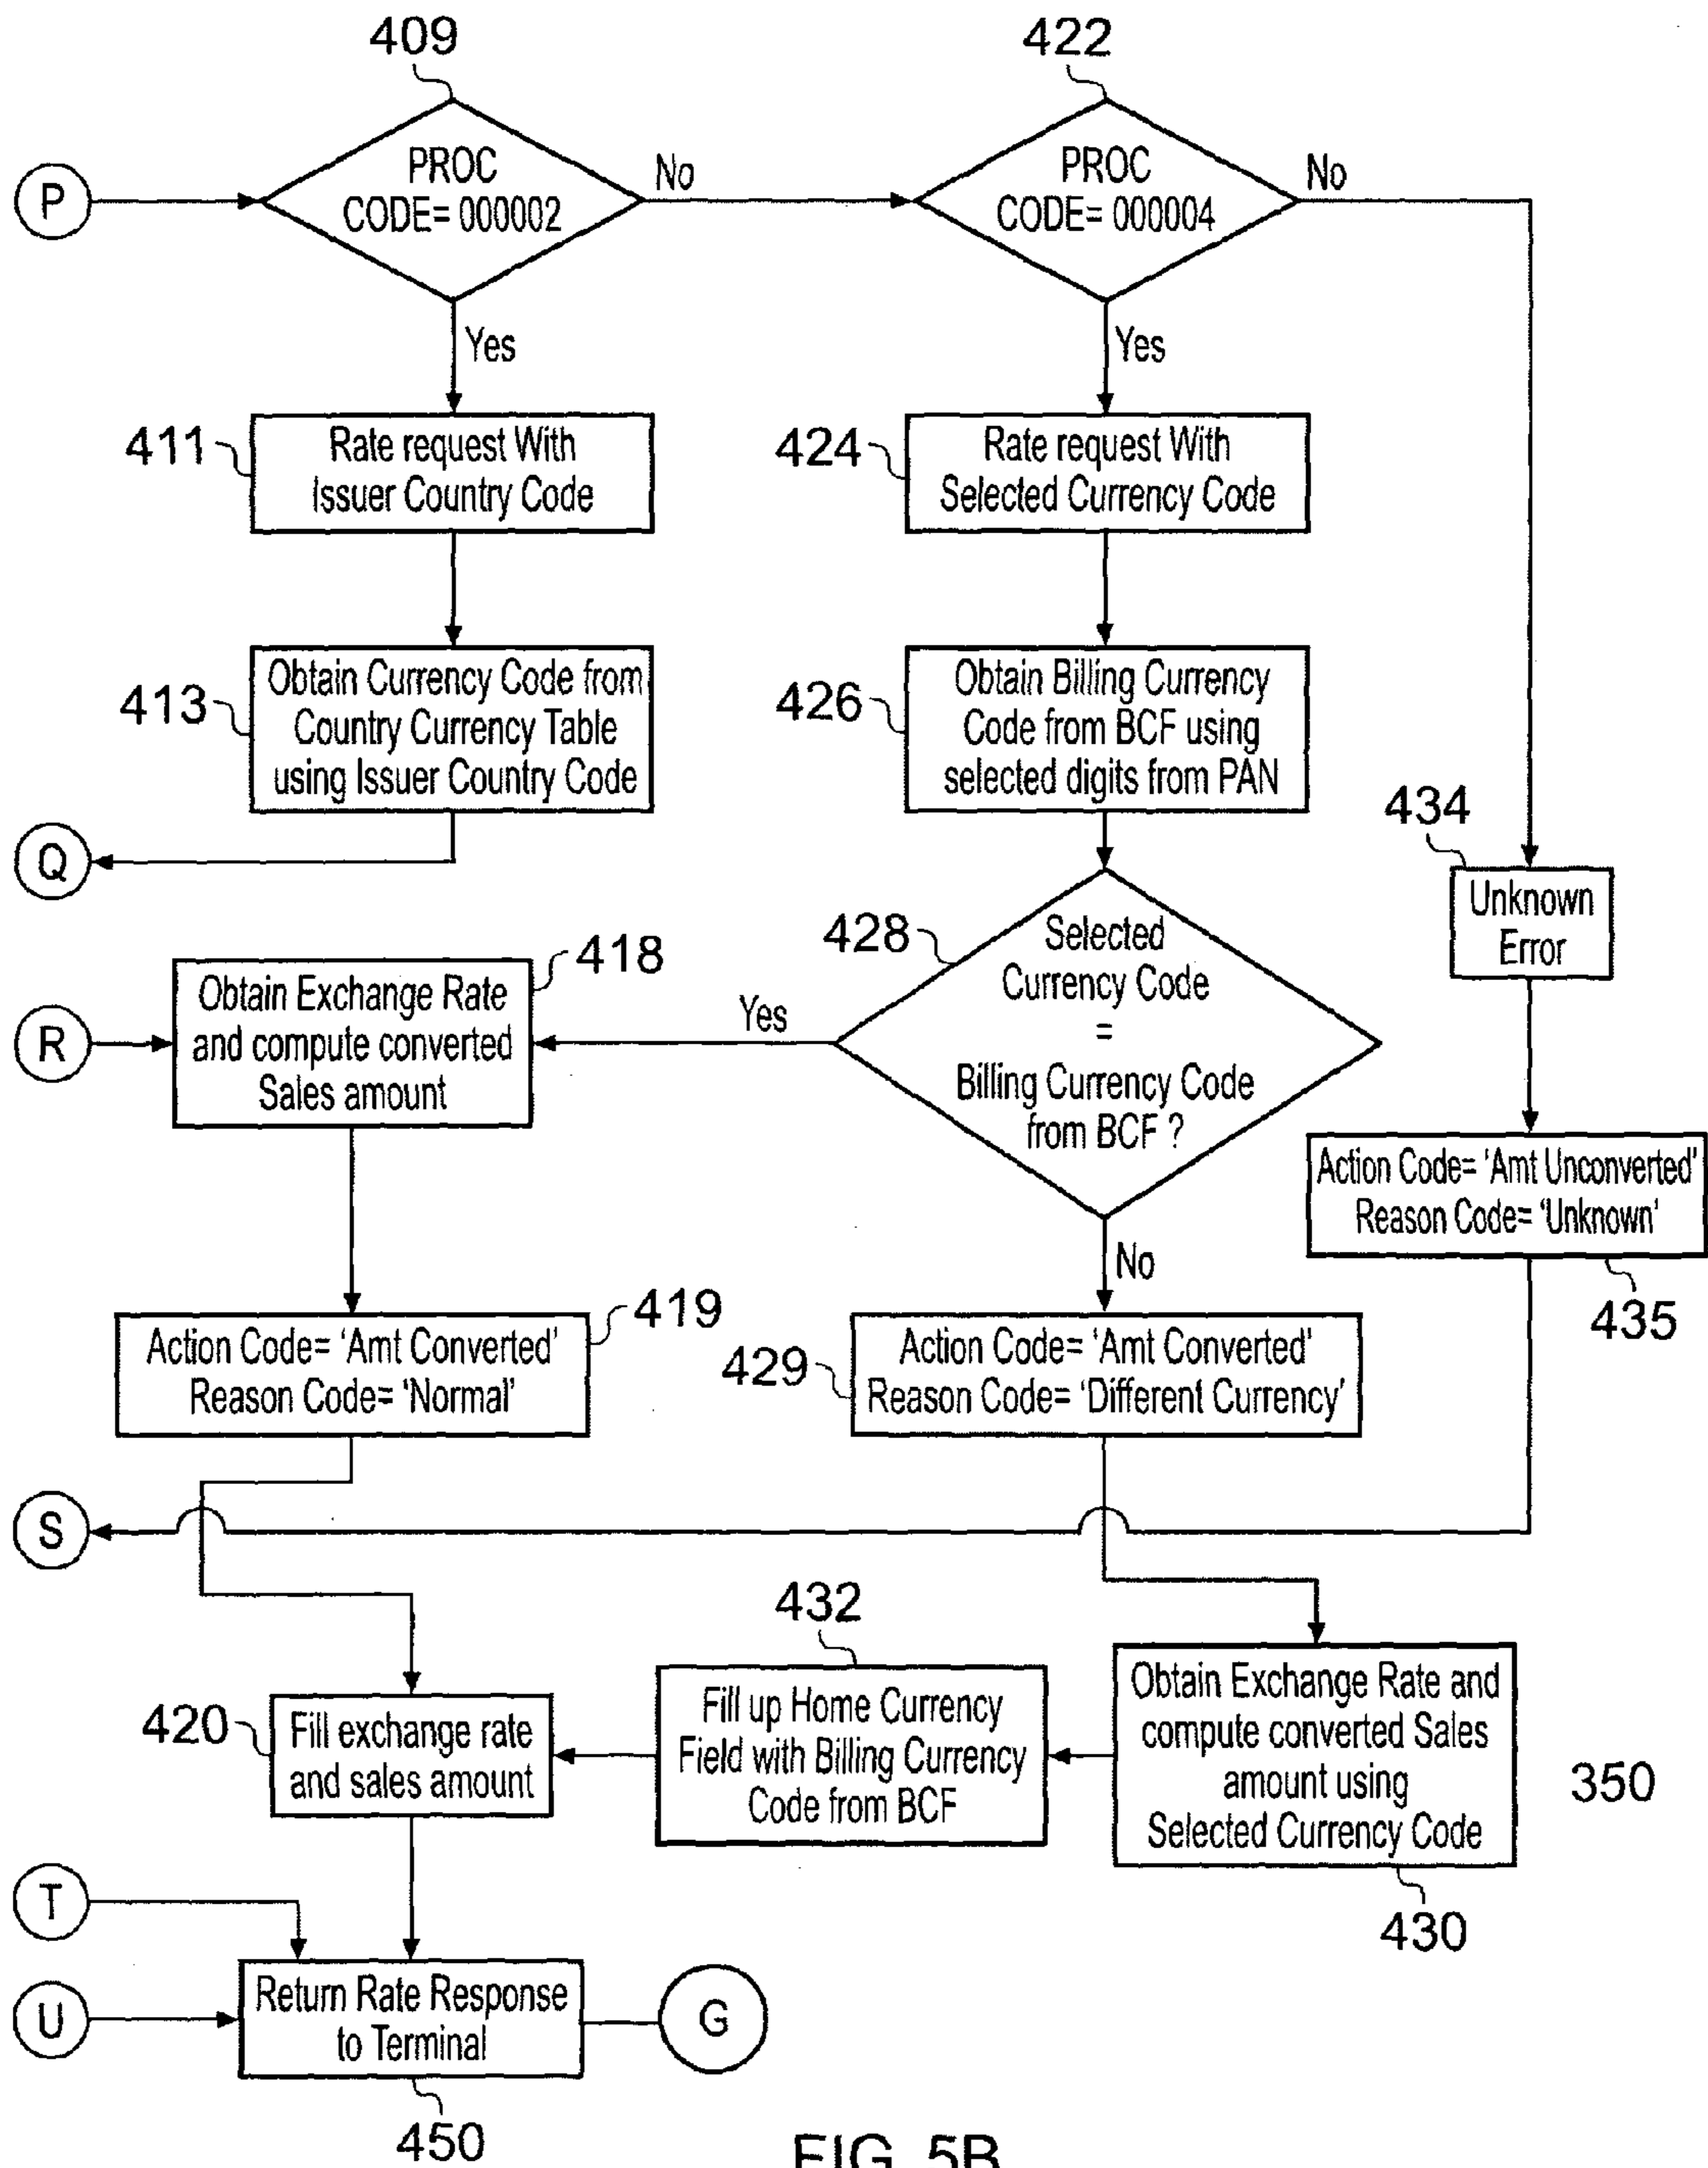 409
422
P
PROC
CODE= 000002
No
PROC
CODE= 000004
No
Yes
Yes
411
Rate request With
Issuer Country Code
424
Rate request With
Selected Currency Code
413
Obtain Currency Code from
Country Currency Table
using Issuer Country Code
426
Obtain Billing Currency
Code from BCF using
selected digits from PAN
434
Unknown
Error
Q
428
Selected
Currency Code
=
Billing Currency Code
from BCF ?
418
Obtain Exchange Rate
and compute converted
Sales amount
R
Yes
Action Code= ‘Amt Unconverted’
Reason Code= ‘Unknown’
435
No
Action Code= ‘Amt Converted’
Reason Code= ‘Normal’
419
429
Action Code= ‘Amt Converted’
Reason Code= ‘Different Currency’
S
432
420
Fill exchange rate
and sales amount
Fill up Home Currency
Field with Billing Currency
Code from BCF
Obtain Exchange Rate and
compute converted Sales
amount using
Selected Currency Code
350
430
T
U
Return Rate Response
to Terminal
G
450
FIG. 5B